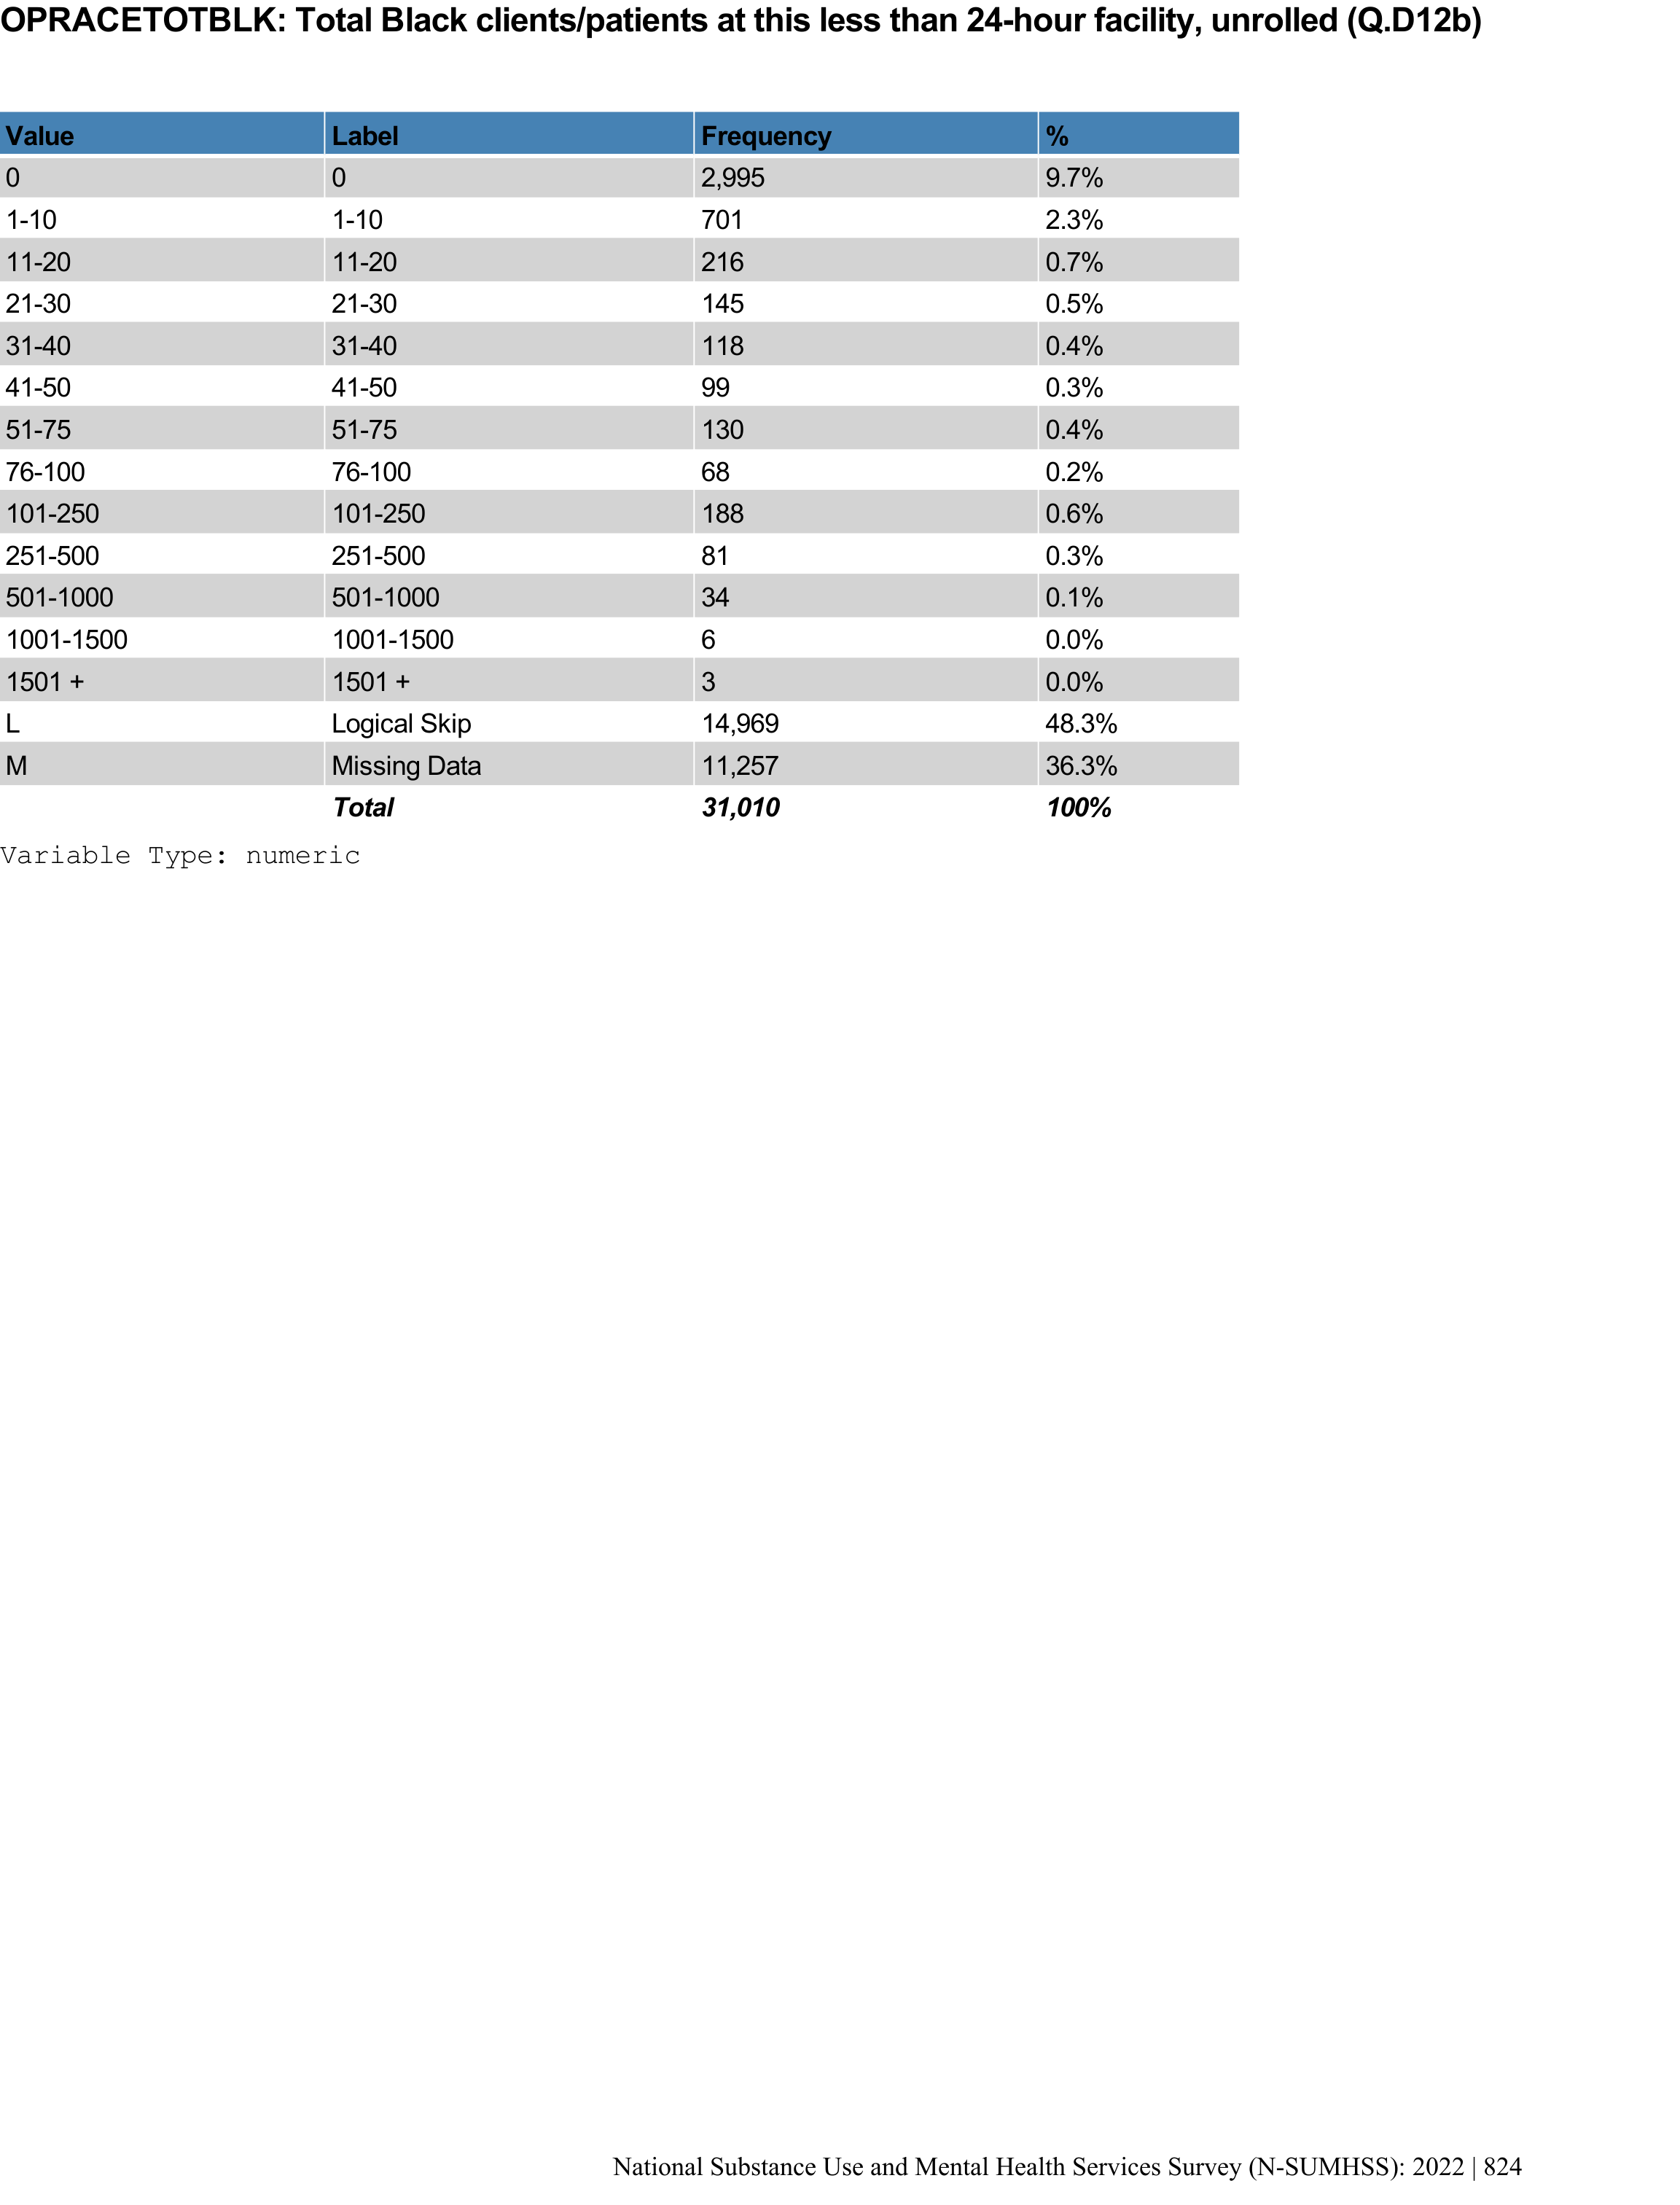 OPRACETOTBLK: Total Black clients/patients at this less than 24-hour facility, unrolled (Q.D12b)
Value Label Frequency %
0 0 2,995 9.7%
1-10 1-10 701 2.3%
11-20 11-20 216 0.7%
21-30 21-30 145 0.5%
31-40 31-40 118 0.4%
41-50 41-50 99 0.3%
51-75 51-75 130 0.4%
76-100 76-100 68 0.2%
101-250 101-250 188 0.6%
251-500 251-500 81 0.3%
501-1000 501-1000 34 0.1%
1001-1500 1001-1500 6 0.0%
1501 + 1501 + 3 0.0%
L Logical Skip 14,969 48.3%
M Missing Data 11,257 36.3%
Total 31,010 100%
Variable Type: numeric
National Substance Use and Mental Health Services Survey (N-SUMHSS): 2022 | 824